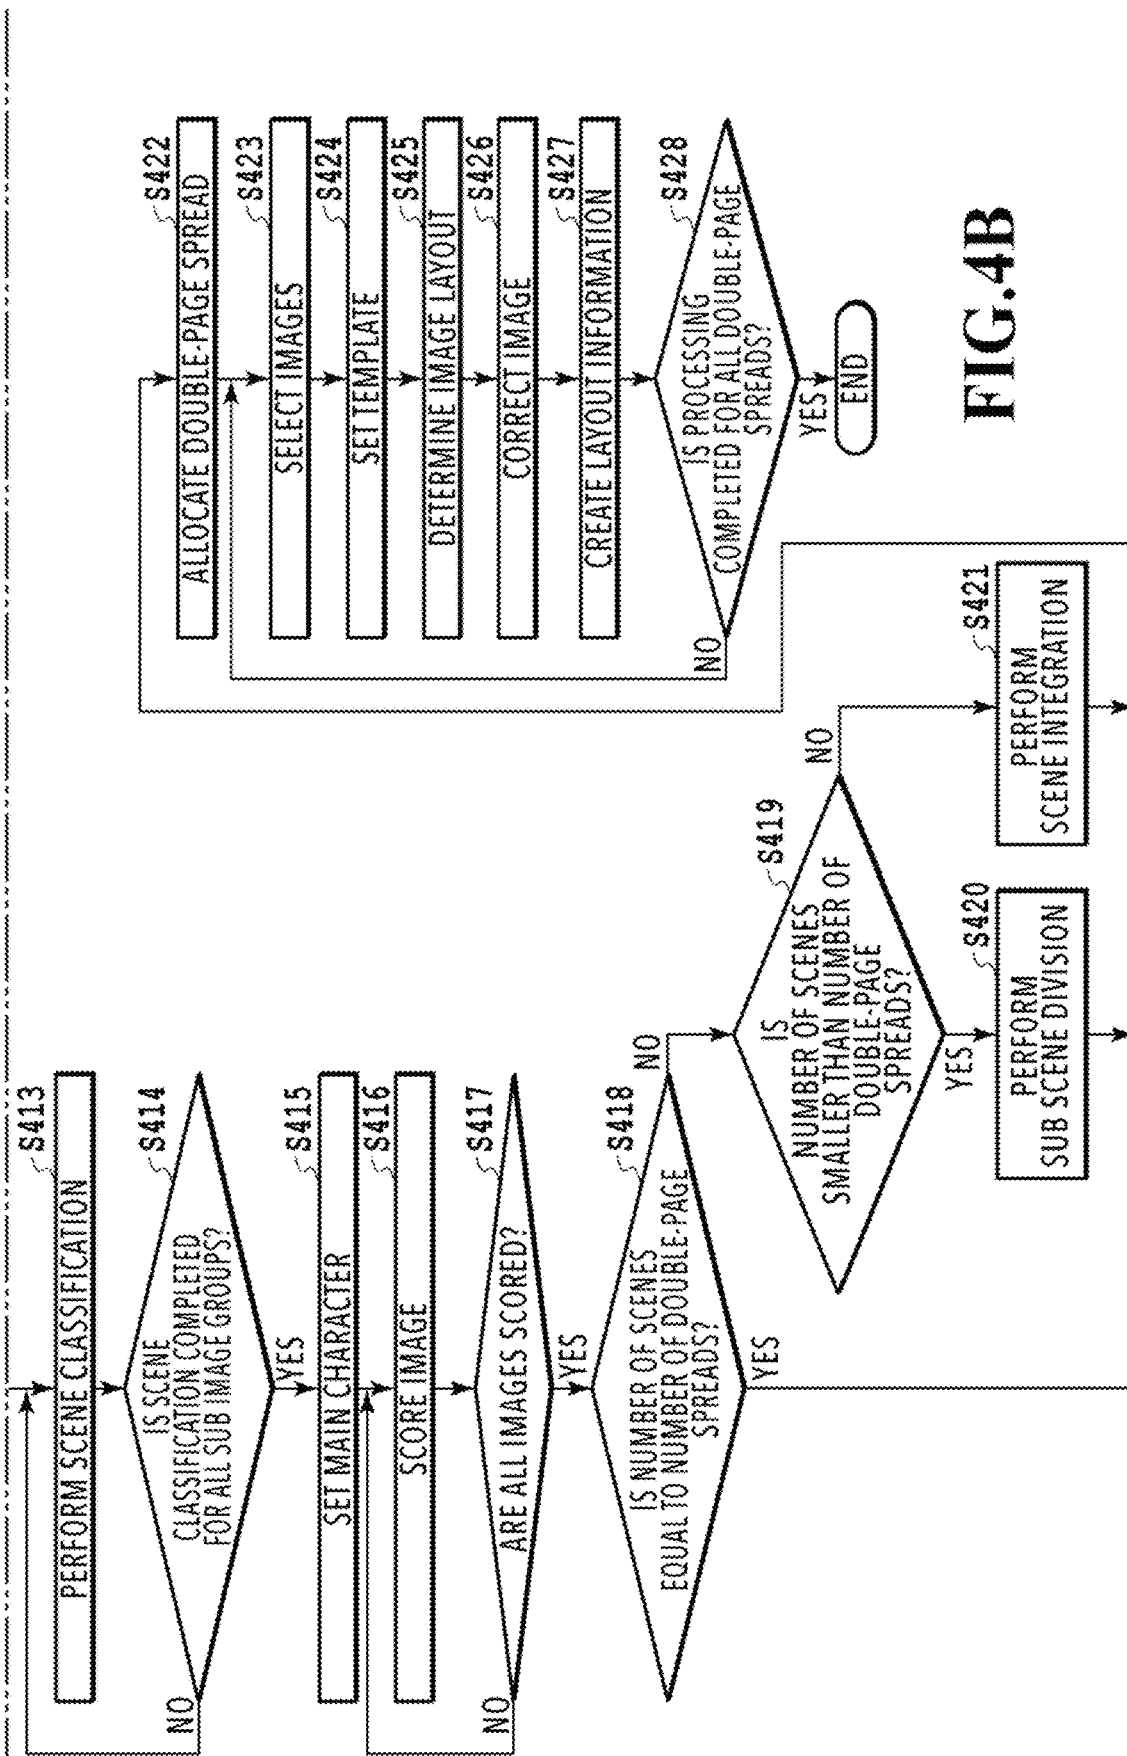 S413
PERFORM SCENE CLASSIFICATION
S414
IS SCENE
CLASSIFICATION COMPLETED
FOR ALL SUB IMAGE GROUPS?
NO
YES
S415
SET MAIN CHARACTER
S416
SCORE IMAGE
S417
ARE ALL IMAGES SCORED?
NO
YES
S418
IS NUMBER OF SCENES
EQUAL TO NUMBER OF DOUBLE-PAGE
SPREADS?
NO
YES
S419
IS
NUMBER OF SCENES
SMALLER THAN NUMBER OF
DOUBLE-PAGE
SPREADS?
NO
YES
S420
PERFORM
SUB SCENE DIVISION
S421
PERFORM
SCENE INTEGRATION
S422
ALLOCATE DOUBLE-PAGE SPREAD
S423
SELECT IMAGES
S424
SET TEMPLATE
S425
DETERMINE IMAGE LAYOUT
S426
CORRECT IMAGE
S427
CREATE LAYOUT INFORMATION
S428
IS PROCESSING
COMPLETED FOR ALL DOUBLE-PAGE
SPREADS?
NO
YES
END
FIG.4B